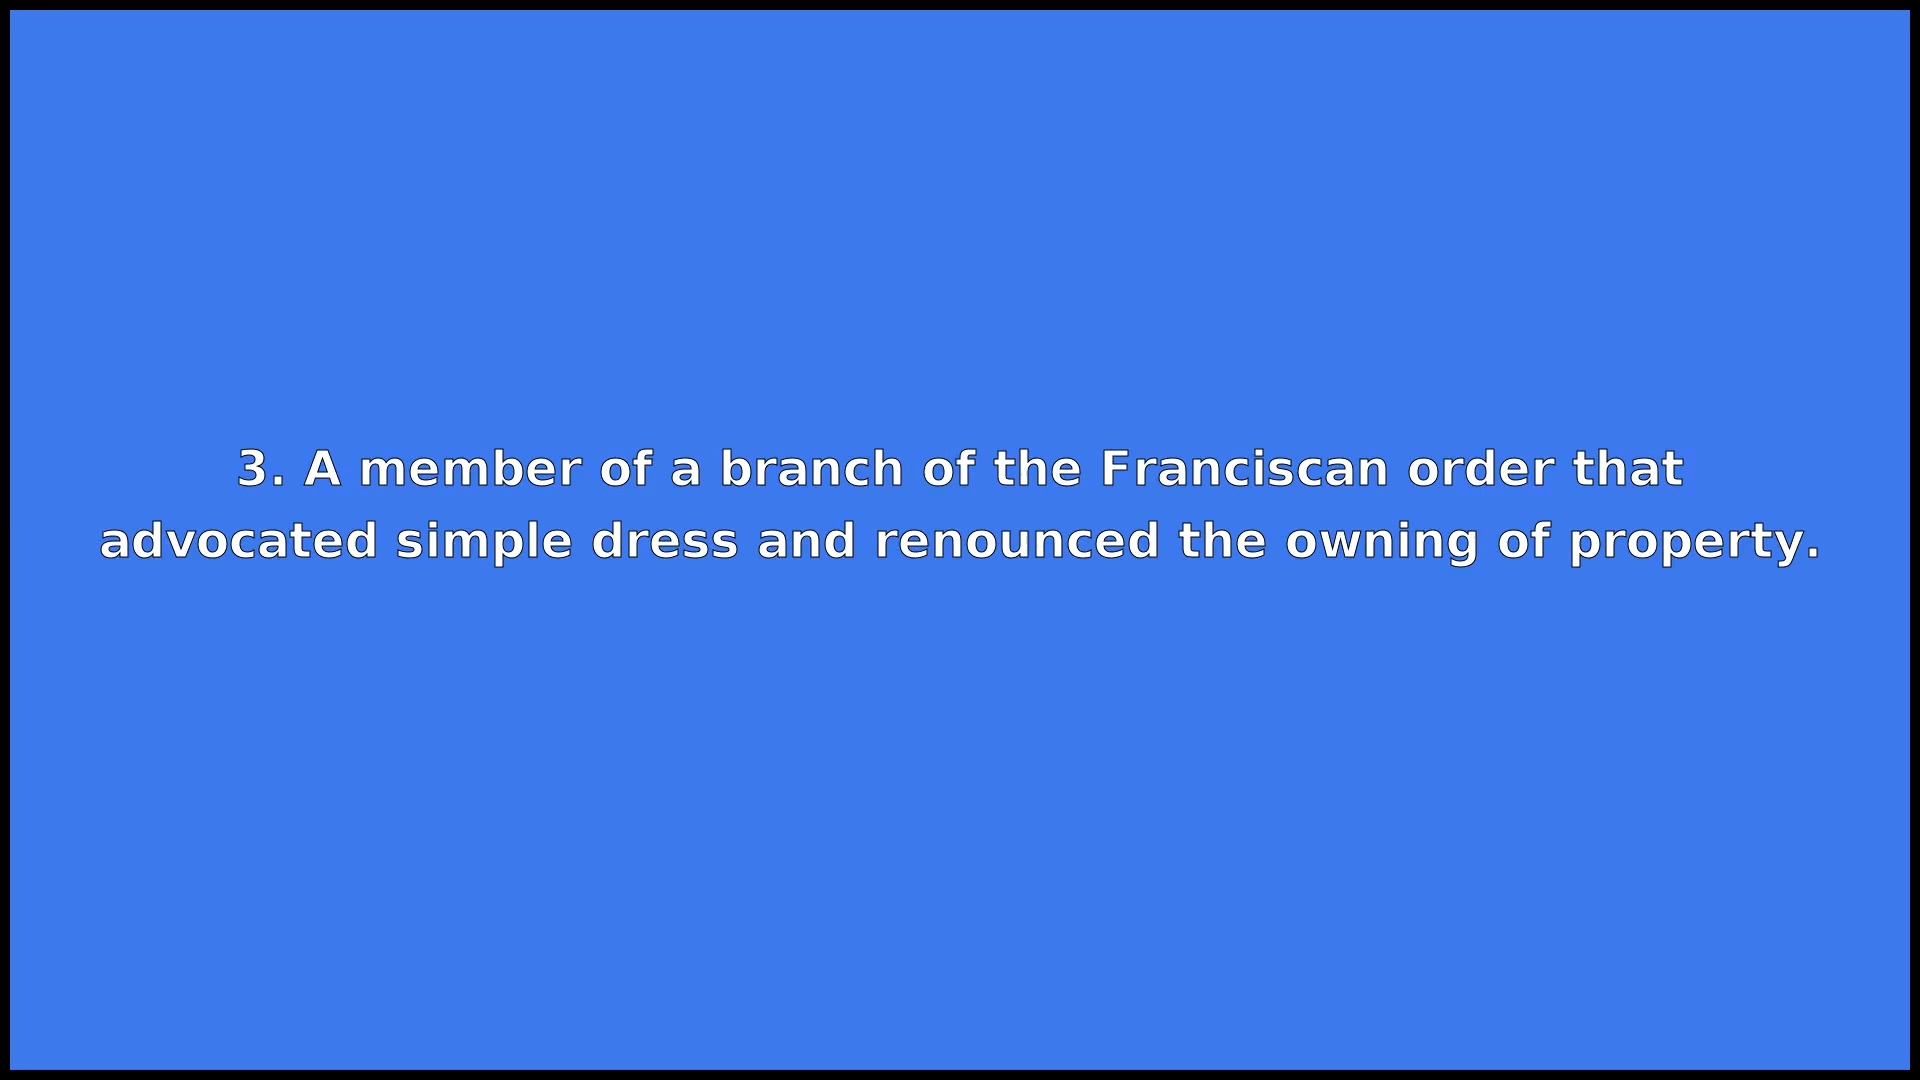 3. A member of a branch of the Franciscan order that
advocated simple dress and renounced the owning of property.